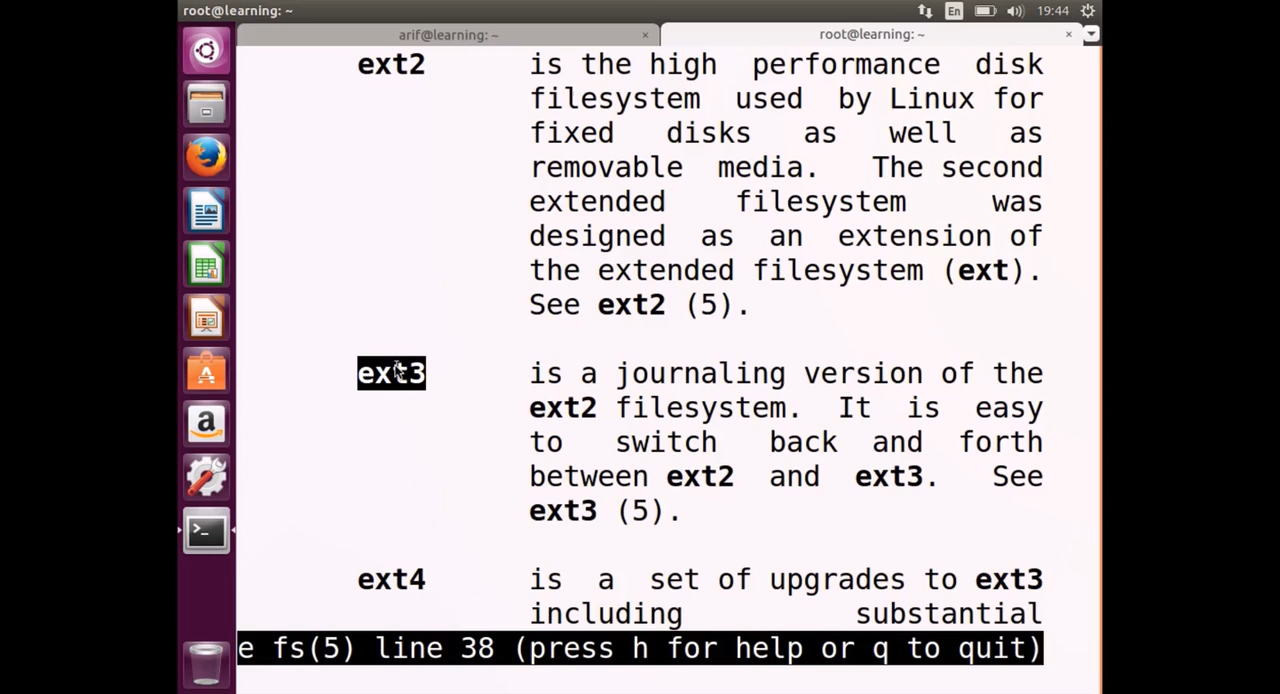 root@learning: ~
En
19:44
arif@learning: ~ ×
root@learning: ~ ×
ext2 is the high performance disk
filesystem used by Linux for
fixed disks as well as
removable media. The second
extended filesystem was
designed as an extension of
the extended filesystem (ext).
See ext2 (5).
ext3 is a journaling version of the
ext2 filesystem. It is easy
to switch back and forth
between ext2 and ext3. See
ext3 (5).
ext4 is a set of upgrades to ext3
including substantial
e fs(5) line 38 (press h for help or q to quit)